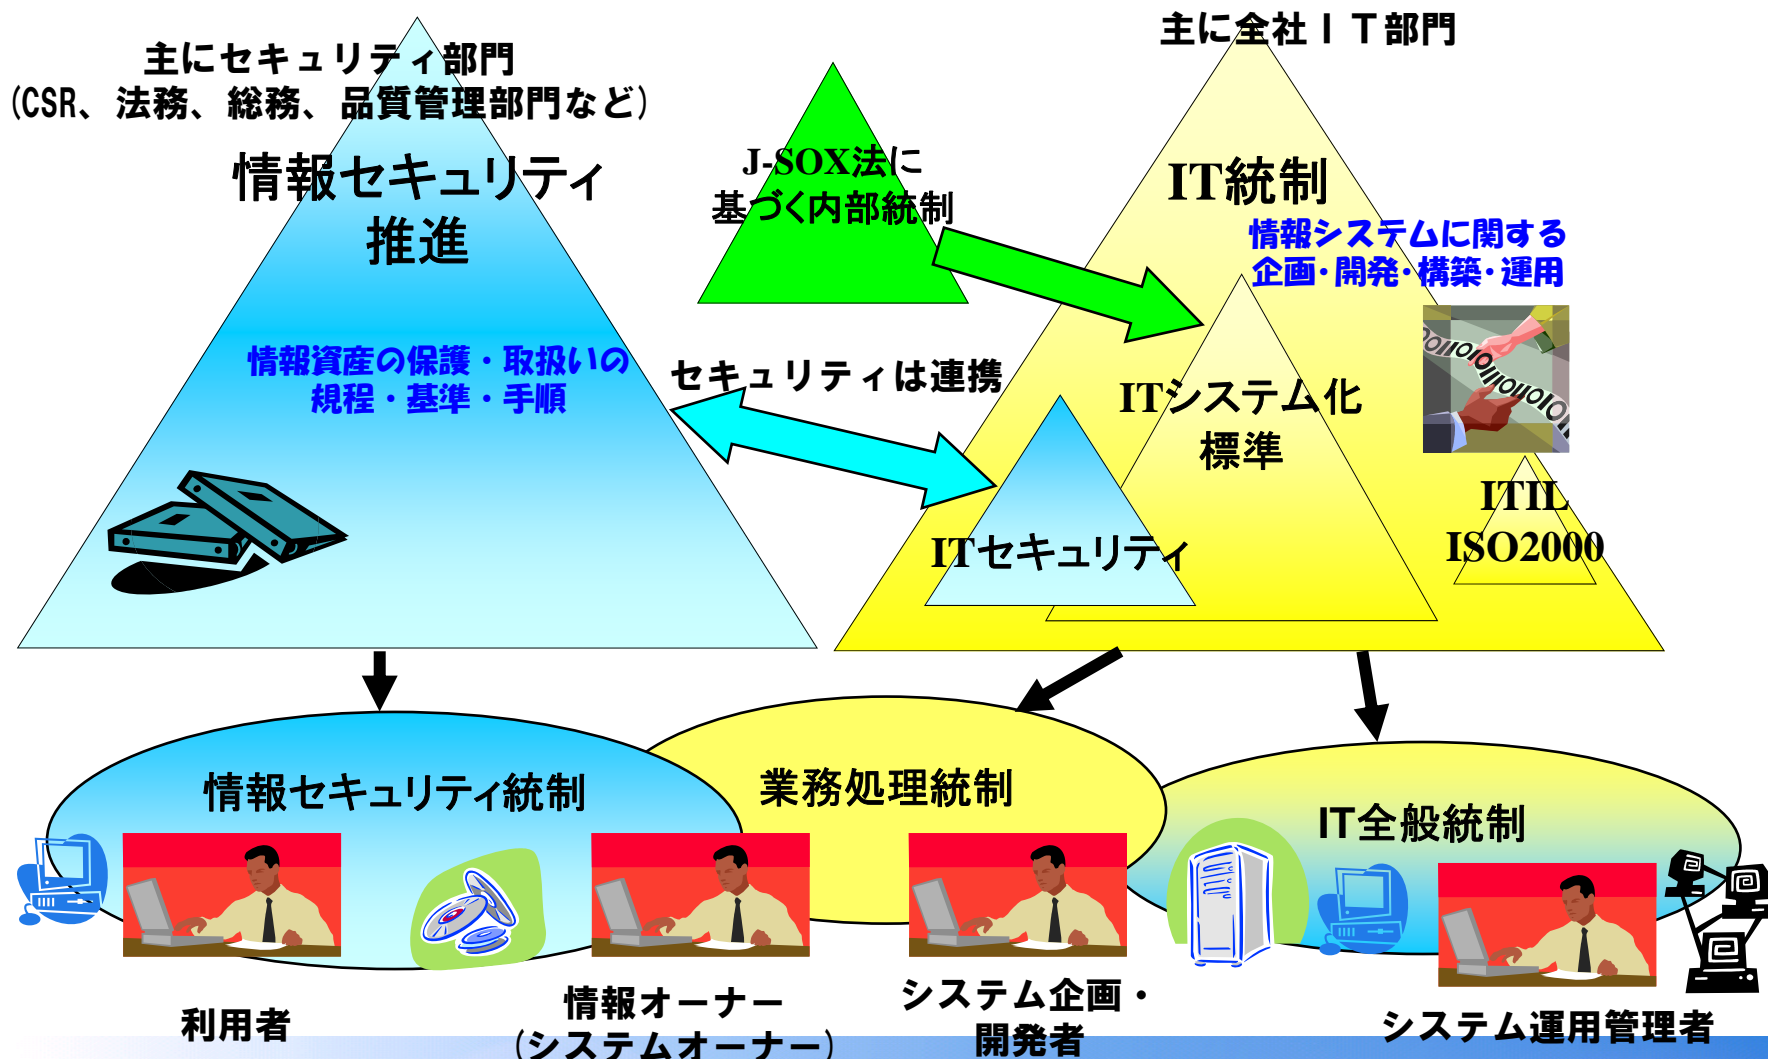 主にセキュリティ部門
(CSR、法務、総務、品質管理部門など)
情報セキュリティ
推進
情報資産の保護・取扱いの
規程・基準・手順
J-SOX法に
基づく内部統制
セキュリティは連携
主に全社ＩＴ部門
IT統制
情報システムに関する
企画・開発・構築・運用
ITシステム化
標準
ITセキュリティ
ITIL
ISO2000
情報セキュリティ統制
業務処理統制
IT全般統制
利用者
情報オーナー
(システムオーナー)
システム企画・
開発者
システム運用管理者